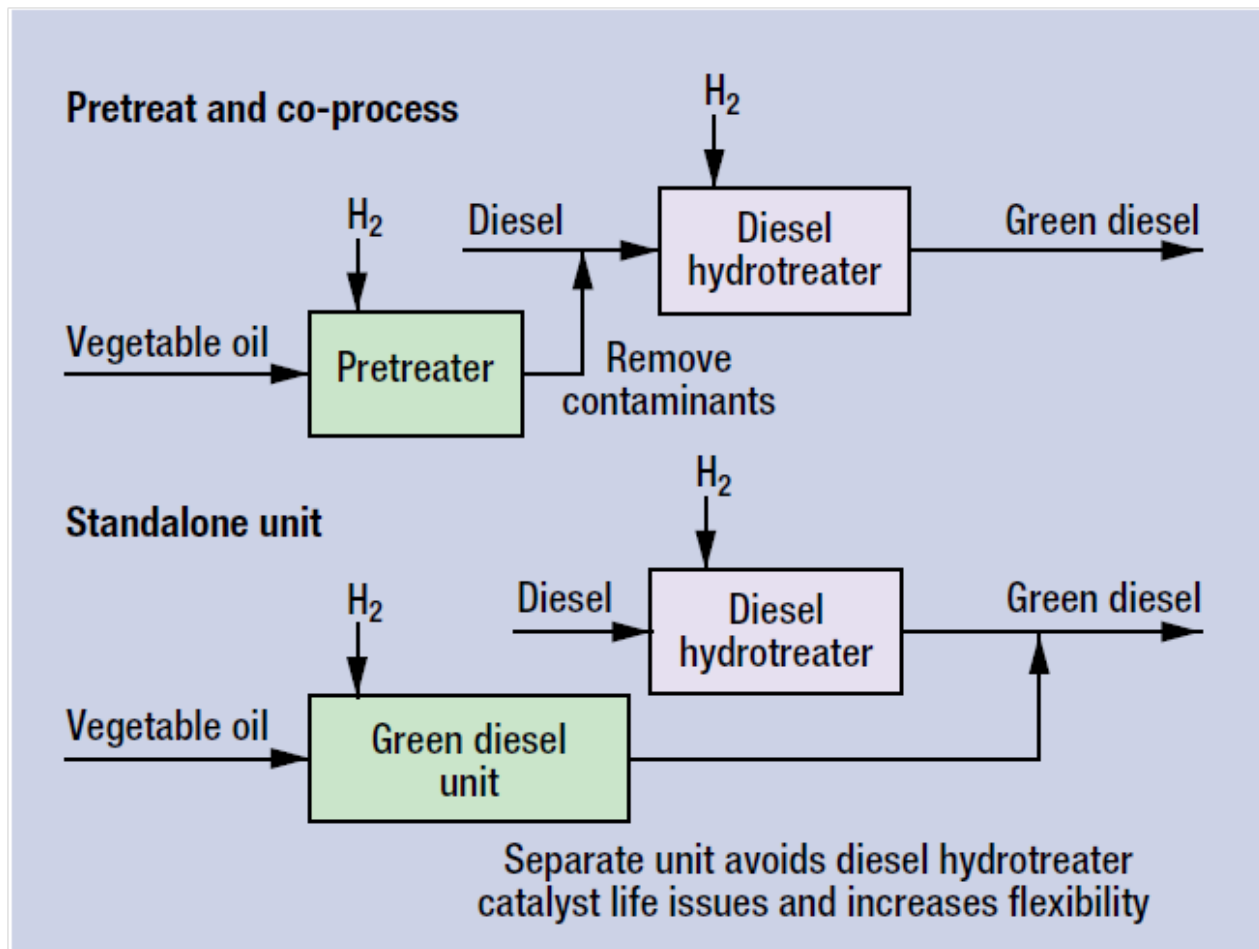 Pretreat and co-process
H2
H2
Diesel
Diesel
hydrotreater
Green diesel
Vegetable oil
Pretreater
Remove
contaminants
Standalone unit
H2
H2
Diesel
Diesel
hydrotreater
Green diesel
Vegetable oil
Green diesel
unit
Separate unit avoids diesel hydrotreater
catalyst life issues and increases flexibility